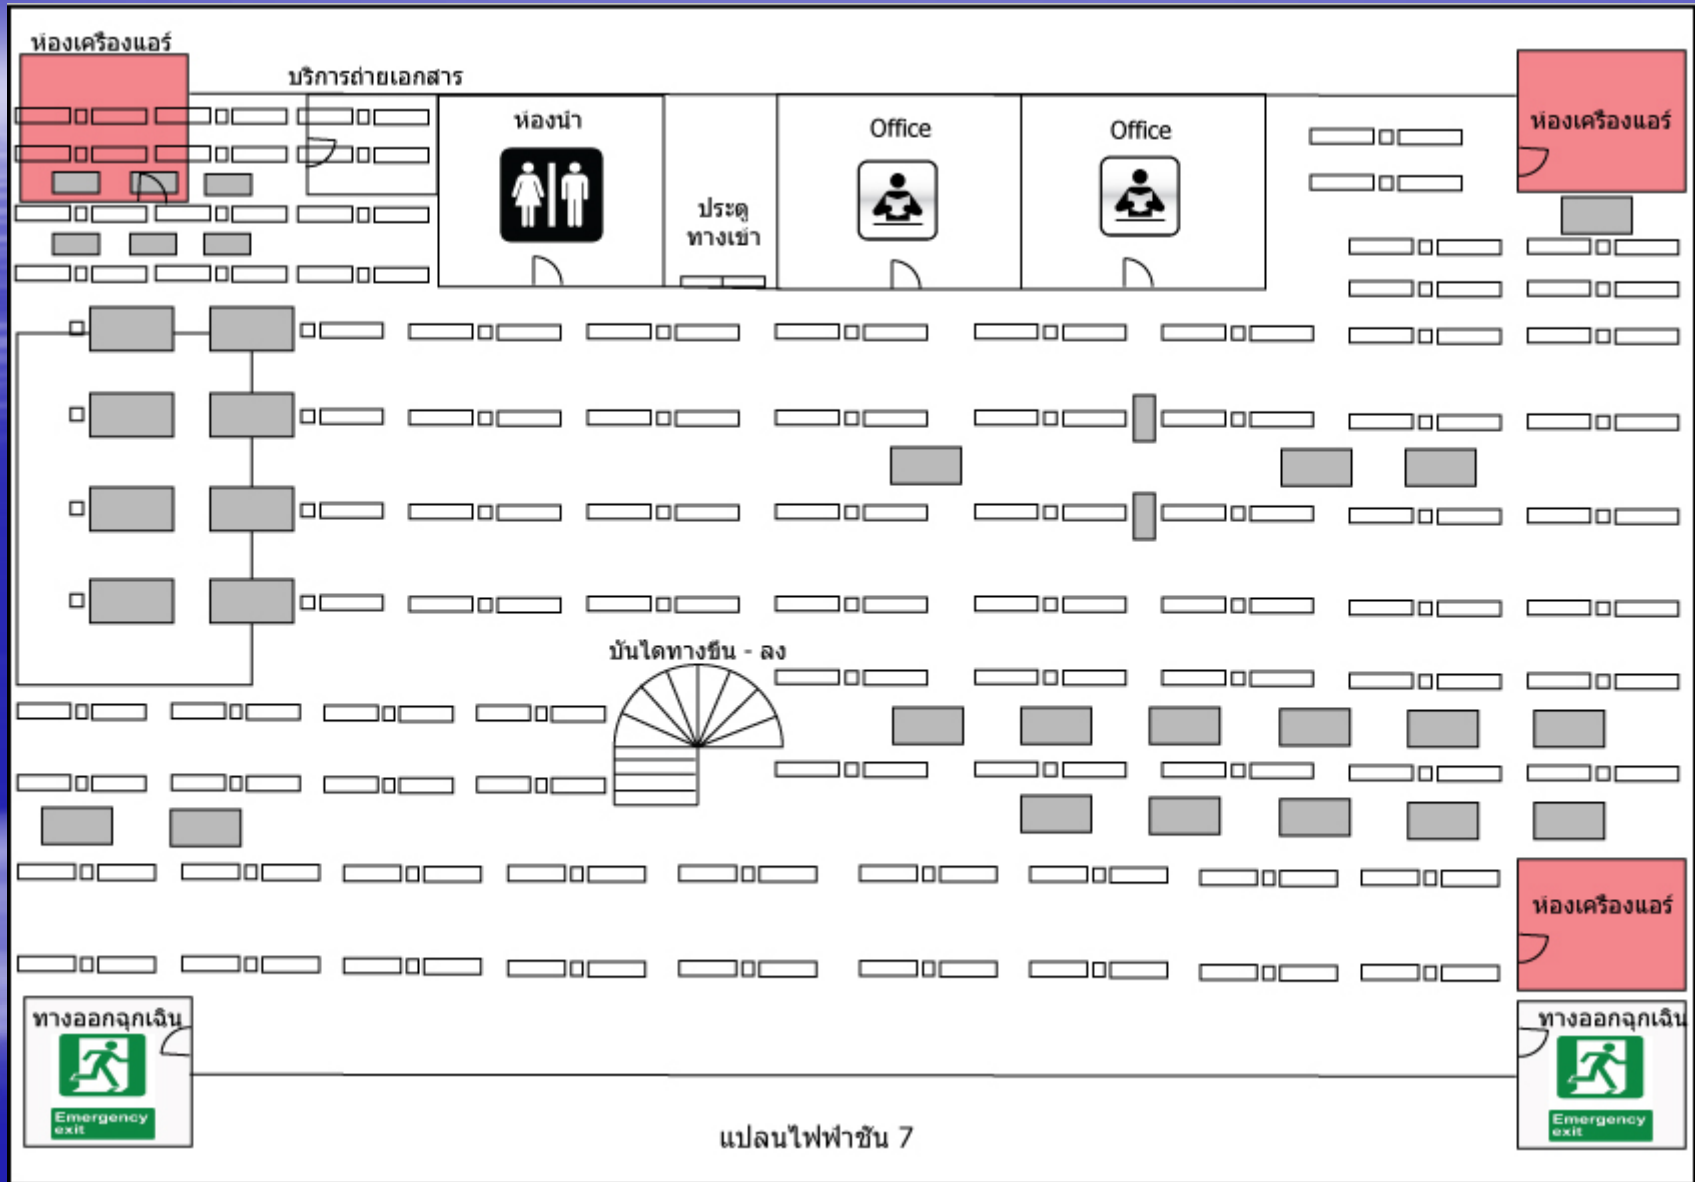 ห้องเครื่องแอร์
บริการถ่ายเอกสาร
ห้องน้ำ
ประตู
ทางเข้า
Office
Office
ห้องเครื่องแอร์
บันไดทางขึ้น - ลง
ห้องเครื่องแอร์
ทางออกฉุกเฉิน
Emergency
exit
ทางออกฉุกเฉิน
Emergency
exit
แปลนไฟฟ้าชั้น 7